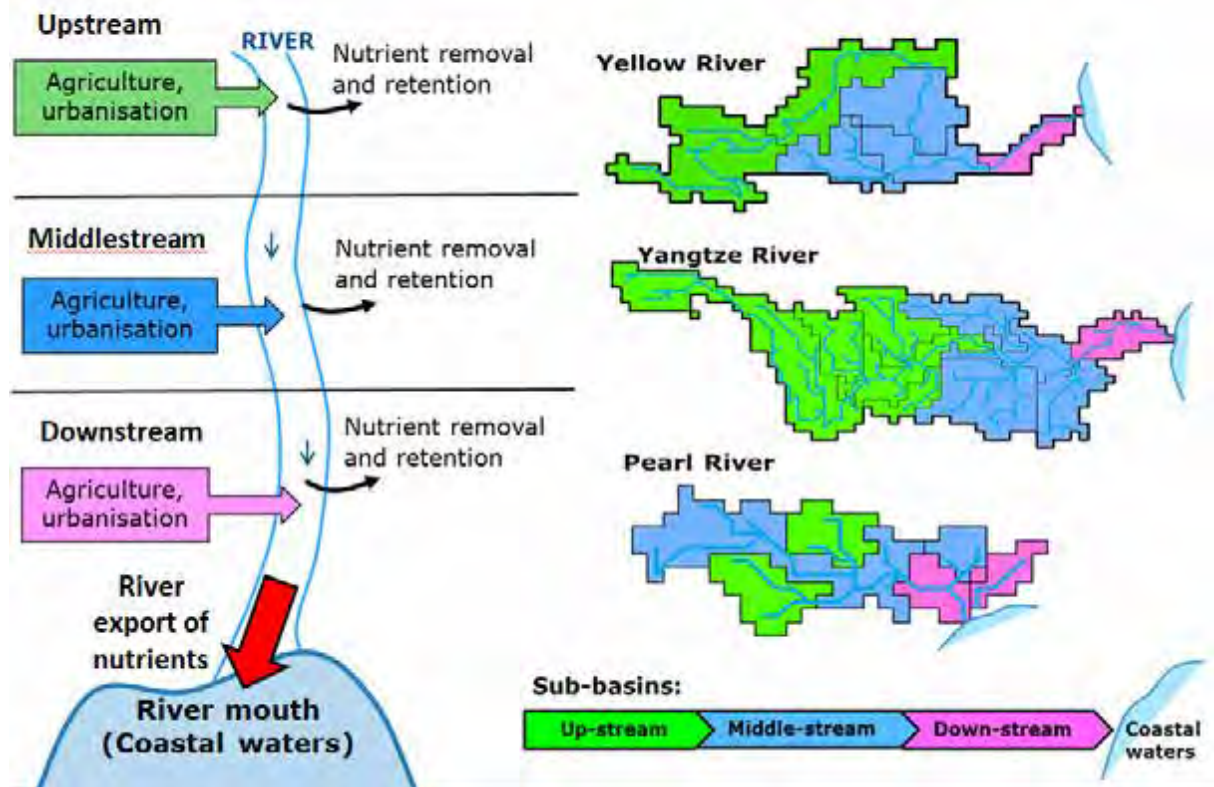 Upstream
RIVER
Agriculture,
urbanisation
Nutrient removal
and retention
Middlestream
Agriculture,
urbanisation
Nutrient removal
and retention
Downstream
Agriculture,
urbanisation
Nutrient removal
and retention
River
export of
nutrients
River mouth
(Coastal waters)
Yellow River
Yangtze River
Pearl River
Sub-basins:
Up-stream
Middle-stream
Down-stream
Coastal
waters